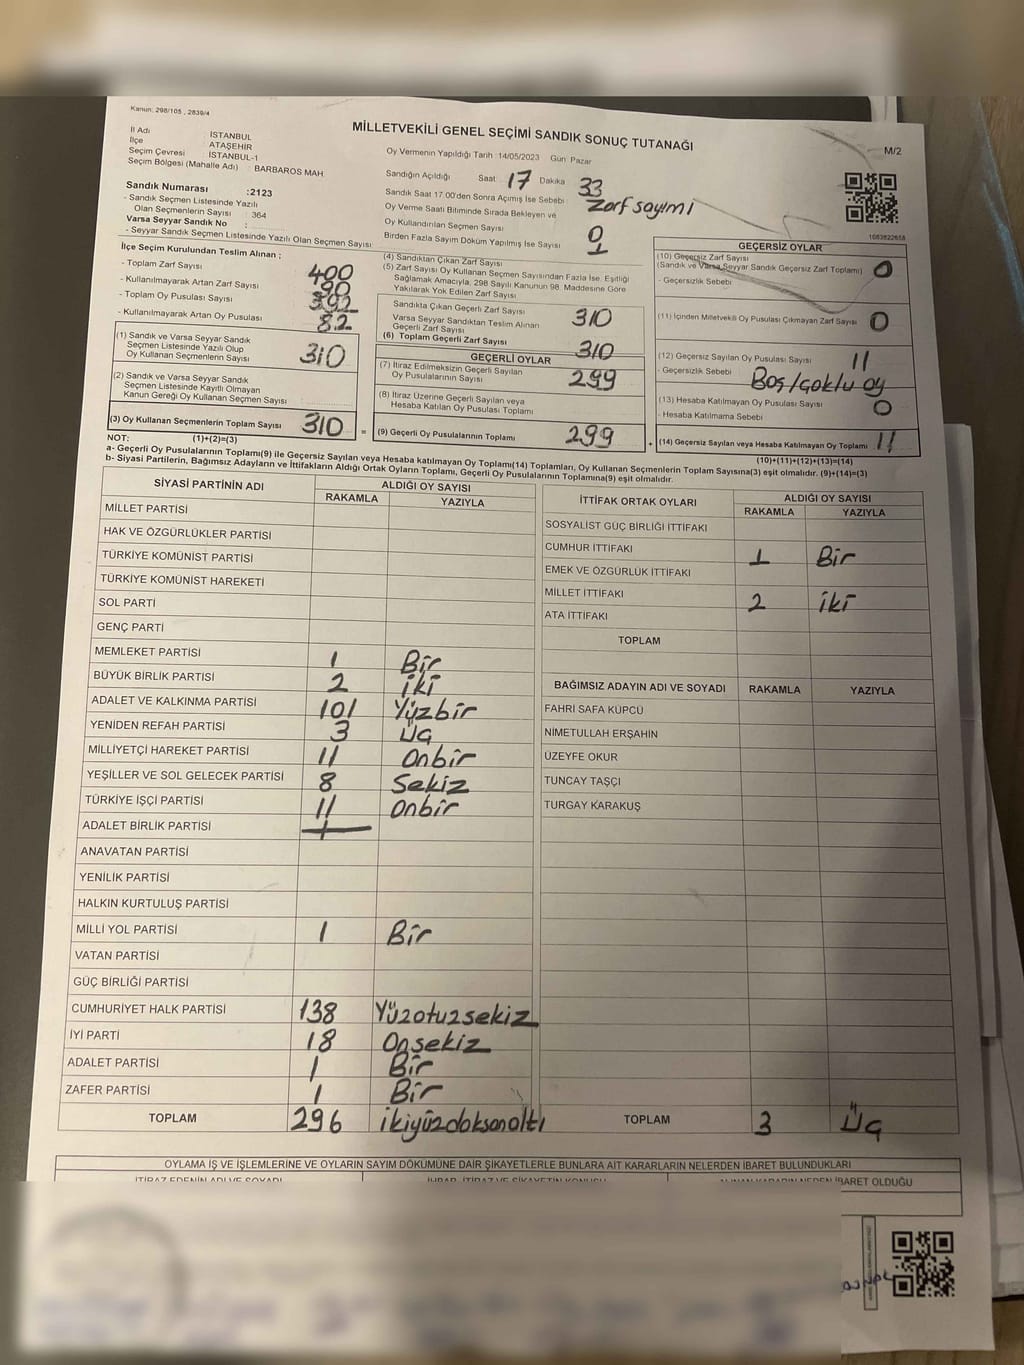 Kanun: 298/105 , 2839/4
MİLLETVEKİLİ GENEL SEÇİMİ SANDIK SONUÇ TUTANAĞI
M/2
İl Adı : İSTANBUL
İlçe : ATAŞEHİR
Seçim Çevresi : İSTANBUL-1
Seçim Bölgesi (Mahalle Adı) : BARBAROS MAH.
Oy Vermenin Yapıldığı Tarih :14/05/2023 Gün Pazar
Sandığın Açıldığı Saat 17 Dakika 33
Sandık Saat 17.00'den Sonra Açılmış İse Sebebi : Zarf sayımı
Oy Verme Saati Bitiminde Sırada Bekleyen ve
Oy Kullandırılan Seçmen Sayısı : 0
Birden Fazla Sayım Döküm Yapılmış İse Sayısı : 1
Sandık Numarası :2123
- Sandık Seçmen Listesinde Yazılı
Olan Seçmenlerin Sayısı : 364
Varsa Seyyar Sandık No :
- Seyyar Seçmen Listesinde Yazılı Olan Seçmen Sayısı
1083822658
İlçe Seçim Kurulundan Teslim Alınan ;
- Toplam Zarf Sayısı 400
- Kullanılmayarak Artan Zarf Sayısı 90
- Toplam Oy Pusulası Sayısı 392
- Kullanılmayarak Artan Oy Pusulası 82
(1) Sandık ve Varsa Seyyar Sandık
Seçmen Listesinde Yazılı Olup
Oy Kullanan Seçmenlerin Sayısı 310
(2) Sandık ve Varsa Seyyar Sandık
Seçmen Listesinde Kayıtlı Olmayan
Kanun Gereği Oy Kullanan Seçmen Sayısı
(3) Oy Kullanan Seçmenlerin Toplam Sayısı 310
(1)+(2)=(3)
(4) Sandıktan Çıkan Zarf Sayısı
(5) Zarf Sayısı Oy Kullanan Seçmen Sayısından Fazla İse, Eşitliği
Sağlamak Amacıyla, 298 Sayılı Kanunun 98. Maddesine Göre
Yakılarak Yok Edilen Zarf Sayısı
Sandıkta Çıkan Geçerli Zarf Sayısı 310
Varsa Seyyar Sandıktan Teslim Alınan
Geçerli Zarf Sayısı
(6) Toplam Geçerli Zarf Sayısı 310
GEÇERLİ OYLAR
(7) İtiraz Edilmeksizin Geçerli Sayılan
Oy Pusulalarının Sayısı 299
(8) İtiraz Üzerine Geçerli Sayılan veya
Hesaba Katılan Oy Pusulası Toplamı
= (9) Geçerli Oy Pusulalarının Toplamı 299
GEÇERSİZ OYLAR
(10) Geçersiz Zarf Sayısı
(Sandık ve Varsa Seyyar Sandık Geçersiz Zarf Toplamı) 0
- Geçersizlik Sebebi
(11) İçinden Milletvekili Oy Pusulası Çıkmayan Zarf Sayısı 0
(12) Geçersiz Sayılan Oy Pusulası Sayısı 11
- Geçersizlik Sebebi : Boş/Çoklu oy
(13) Hesaba Katılmayan Oy Pusulası Sayısı 0
- Hesaba Katılmama Sebebi
+ (14) Geçersiz Sayılan veya Hesaba Katılmayan Oy Toplamı 11
(10)+(11)+(12)+(13)=(14)
NOT:
a- Geçerli Oy Pusulalarının Toplamı(9) ile Geçersiz Sayılan veya Hesaba katılmayan Oy Toplamı(14) Toplamları, Oy Kullanan Seçmenlerin Toplam Sayısına(3) eşit olmalıdır. (9)+(14)=(3)
b- Siyasi Partilerin, Bağımsız Adayların ve İttifakların Aldığı Ortak Oyların Toplamı, Geçerli Oy Pusulalarının Toplamına(9) eşit olmalıdır.
SİYASİ PARTİNİN ADI ALDIĞI OY SAYISI
RAKAMLA YAZIYLA
MİLLET PARTİSİ
HAK VE ÖZGÜRLÜKLER PARTİSİ
TÜRKİYE KOMÜNİST PARTİSİ
TÜRKİYE KOMÜNİST HAREKETİ
SOL PARTİ
GENÇ PARTİ
MEMLEKET PARTİSİ 1 Bir
BÜYÜK BİRLİK PARTİSİ 2 iki
ADALET VE KALKINMA PARTİSİ 101 Yüzbir
YENİDEN REFAH PARTİSİ 3 Üç
MİLLİYETÇİ HAREKET PARTİSİ 11 Onbir
YEŞİLLER VE SOL GELECEK PARTİSİ 8 Sekiz
TÜRKİYE İŞÇİ PARTİSİ 11 Onbir
ADALET BİRLİK PARTİSİ
ANAVATAN PARTİSİ
YENİLİK PARTİSİ
HALKIN KURTULUŞ PARTİSİ
MİLLİ YOL PARTİSİ 1 Bir
VATAN PARTİSİ
GÜÇ BİRLİĞİ PARTİSİ
CUMHURİYET HALK PARTİSİ 138 Yüzotuzsekiz
İYİ PARTİ 18 Onsekiz
ADALET PARTİSİ 1 Bir
ZAFER PARTİSİ 1 Bir
TOPLAM 296 ikiyüzdoksanaltı
İTTİFAK ORTAK OYLARI ALDIĞI OY SAYISI
RAKAMLA YAZIYLA
SOSYALİST GÜÇ BİRLİĞİ İTTİFAKI
CUMHUR İTTİFAKI 1 Bir
EMEK VE ÖZGÜRLÜK İTTİFAKI
MİLLET İTTİFAKI 2 iki
ATA İTTİFAKI
TOPLAM
BAĞIMSIZ ADAYIN ADI VE SOYADI RAKAMLA YAZIYLA
FAHRİ SAFA KÜPCÜ
NİMETULLAH ERŞAHİN
ÜZEYFE OKUR
TUNCAY TAŞÇI
TURGAY KARAKUŞ
TOPLAM 3 Üç
OYLAMA İŞ VE İŞLEMLERİNE VE OYLARIN SAYIM DÖKÜMÜNE DAİR ŞİKAYETLERLE BUNLARA AİT KARARLARIN NELERDEN İBARET BULUNDUKLARI
İTİRAZ EDENİN ADI VE SOYADI İHBAR, İTİRAZ VE ŞİKAYETİN KONUSU ALINAN KARARIN NEDEN İBARET OLDUĞU